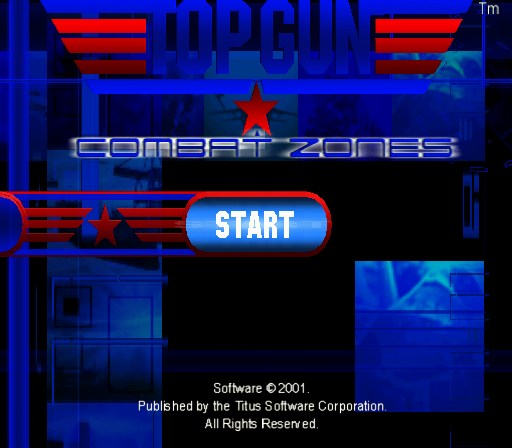 Tm
TOP GUN
COMBAT ZONES
START
Software © 2001.
Published by the Titus Software Corporation.
All Rights Reserved.